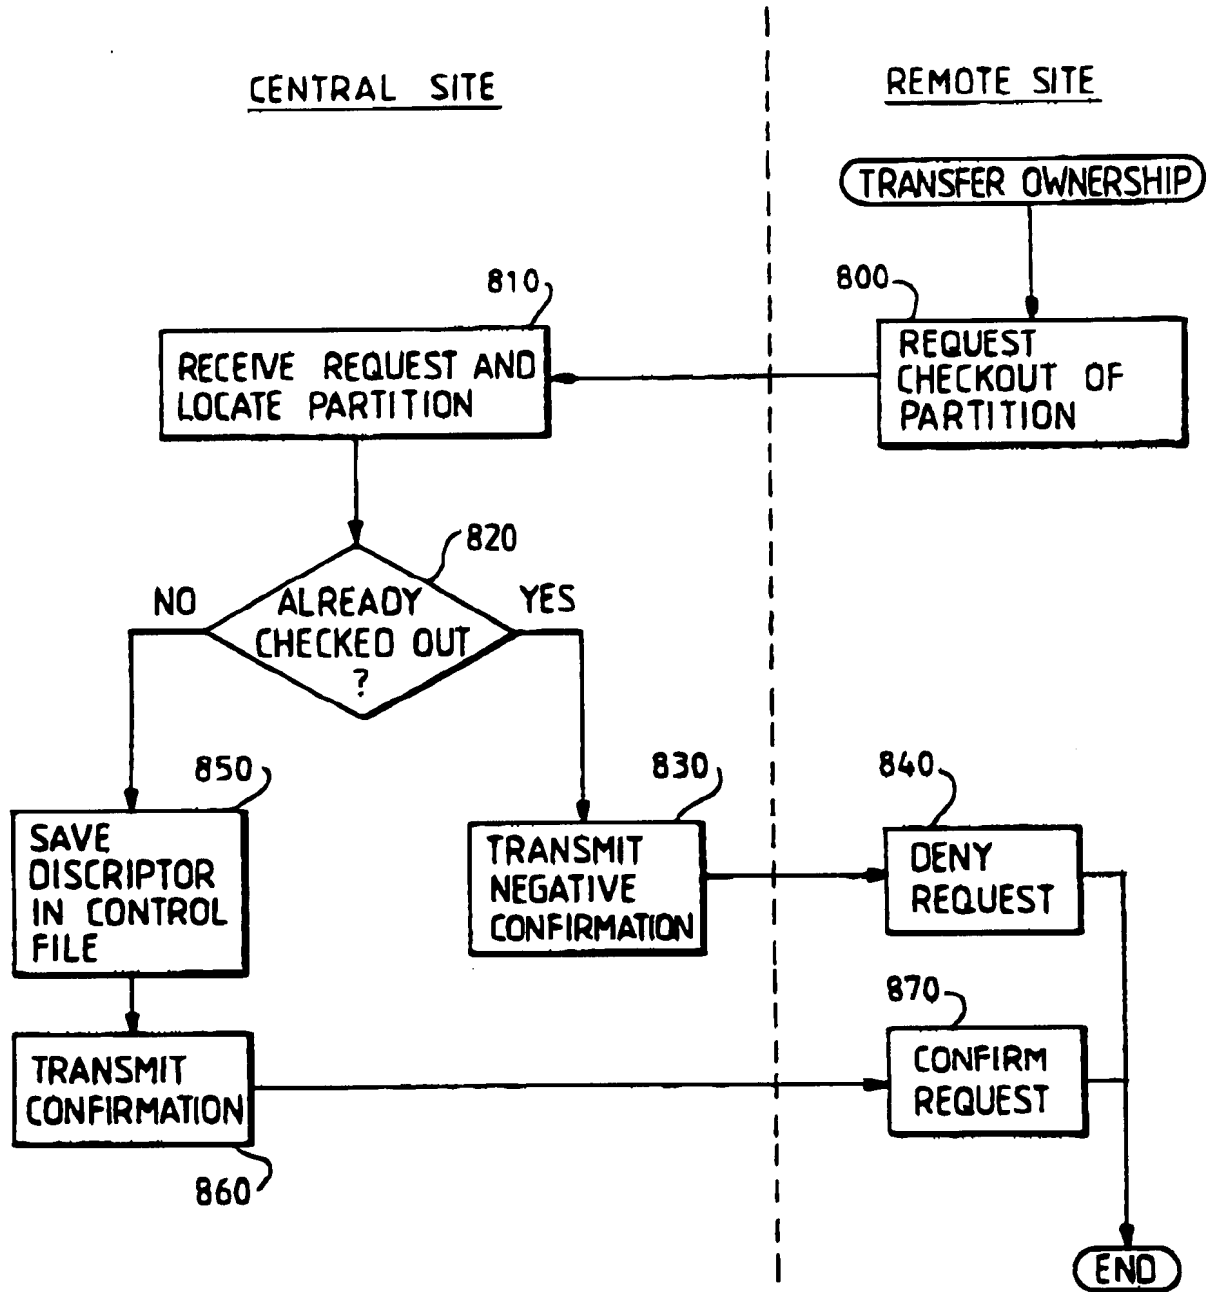 CENTRAL SITE
REMOTE SITE
TRANSFER OWNERSHIP
800
REQUEST
CHECKOUT OF
PARTITION
810
RECEIVE REQUEST AND
LOCATE PARTITION
820
ALREADY
CHECKED OUT
?
NO
YES
850
SAVE
DISCRIPTOR
IN CONTROL
FILE
830
TRANSMIT
NEGATIVE
CONFIRMATION
840
DENY
REQUEST
860
TRANSMIT
CONFIRMATION
870
CONFIRM
REQUEST
END